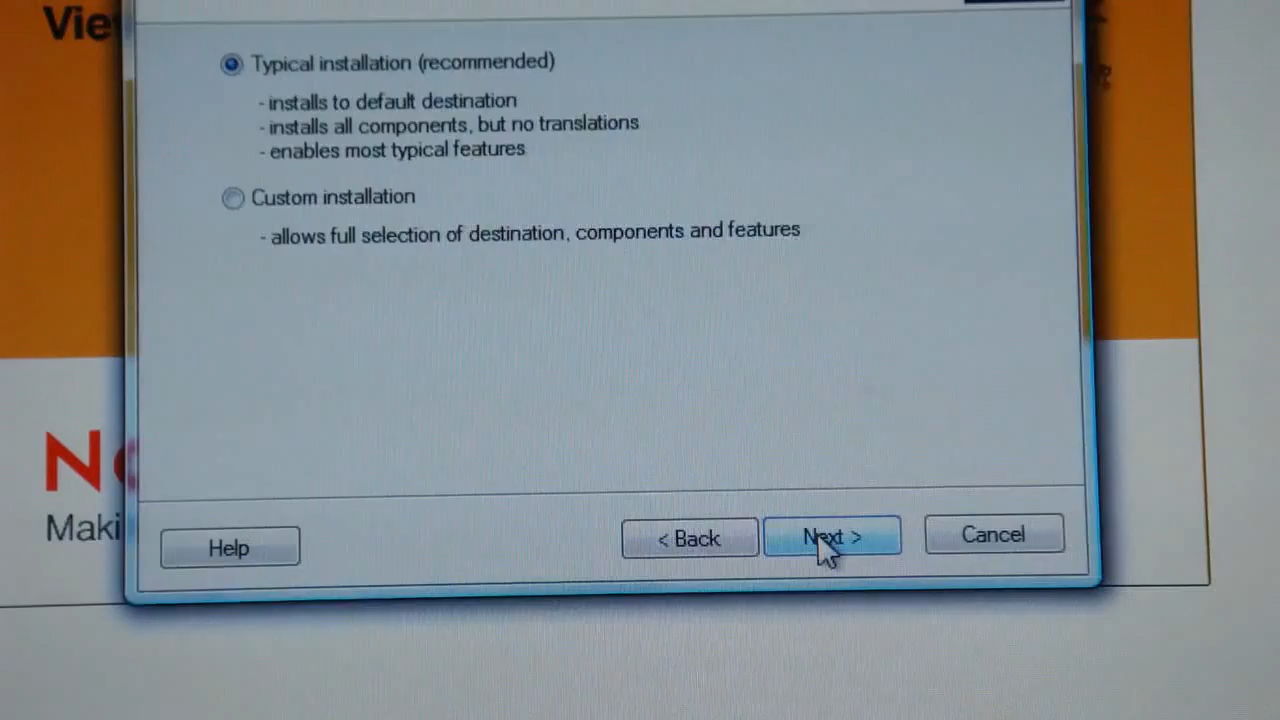 Typical installation (recommended)
- installs to default destination
- installs all components, but no translations
- enables most typical features
Custom installation
- allows full selection of destination, components and features
Help
< Back
Next >
Cancel